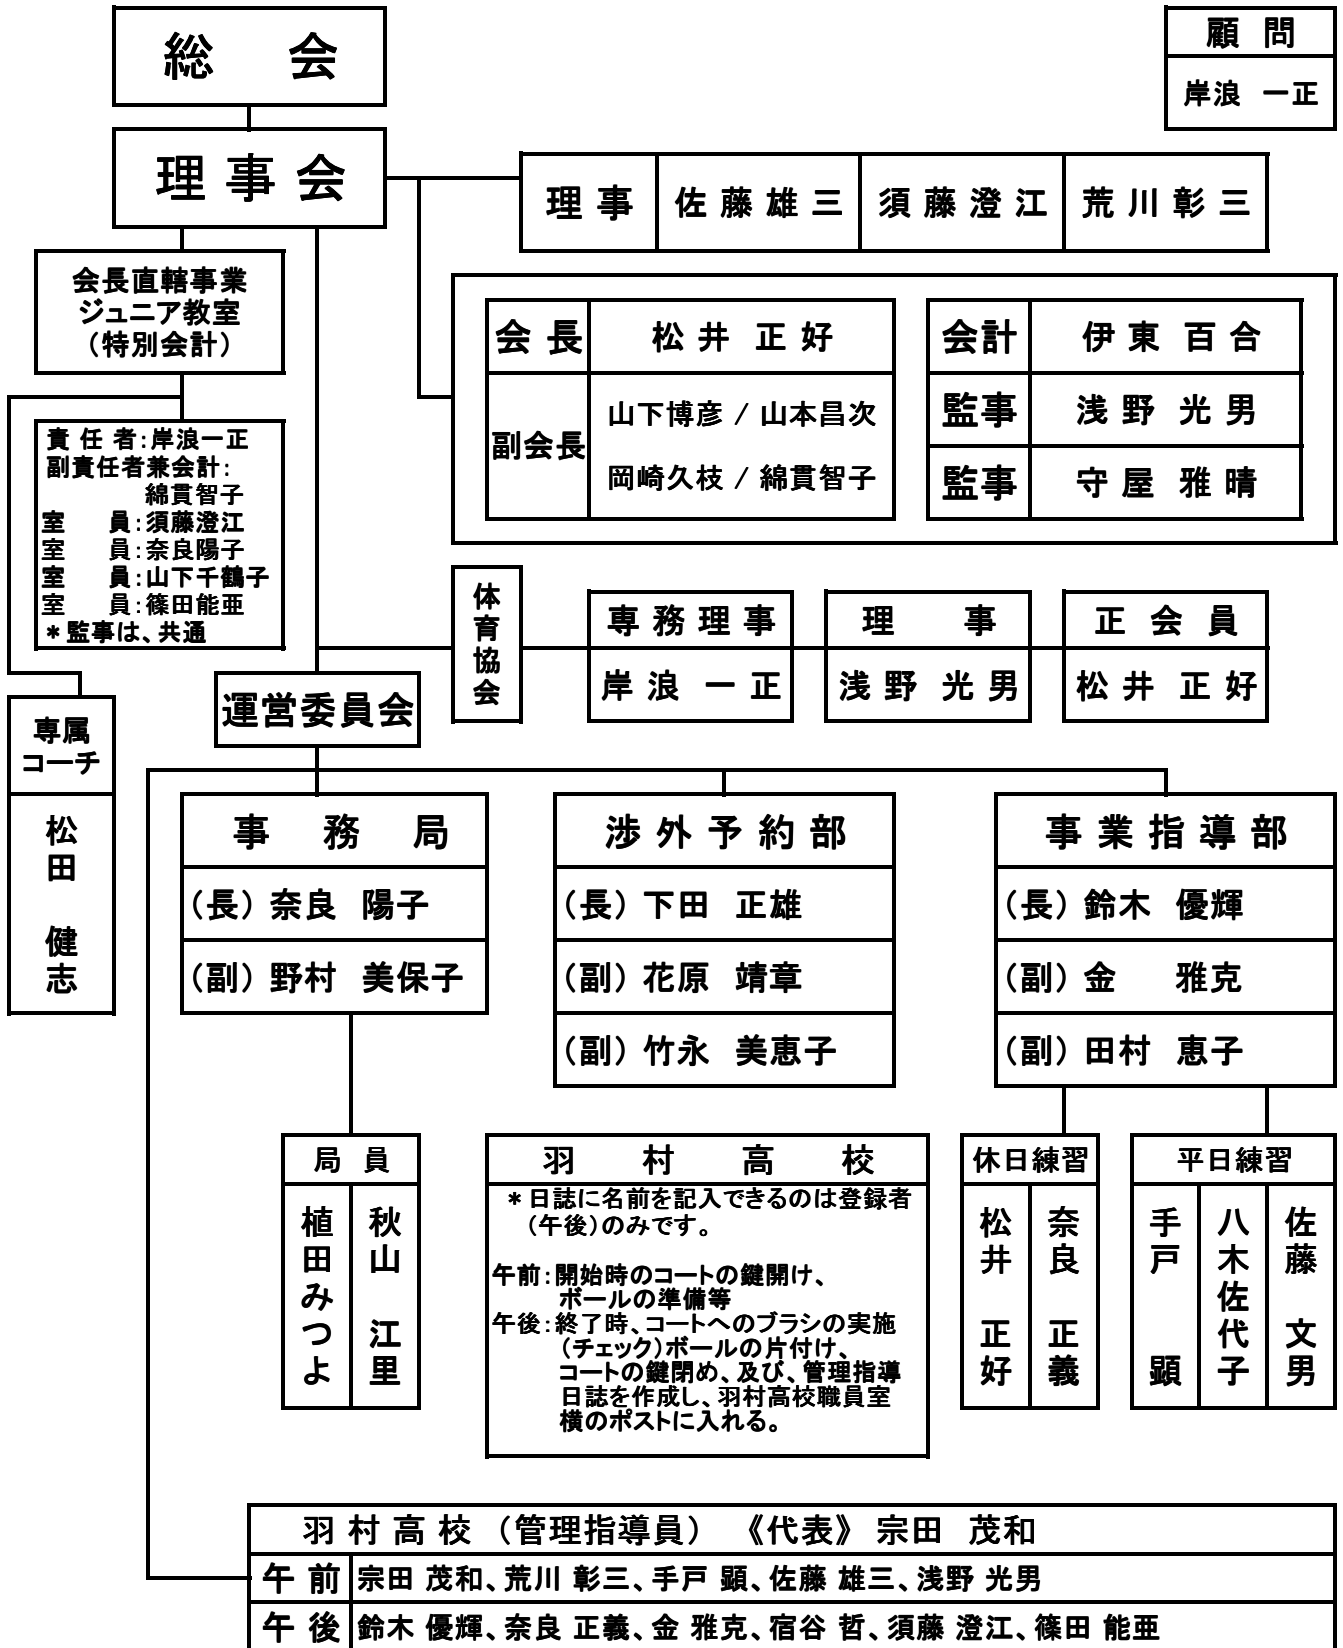 総 会
顧 問
岸浪 一正
理 事 会
理 事 佐 藤 雄 三 須 藤 澄 江 荒 川 彰 三
会長直轄事業
ジュニア教室
（特別会計）
会 長 松 井 正 好
副会長 山下博彦 / 山本昌次
岡崎久枝 / 綿貫智子
会計 伊 東 百 合
監事 浅 野 光 男
監事 守 屋 雅 晴
責 任 者：岸浪一正
副責任者兼会計：
綿貫智子
室 員：須藤澄江
室 員：奈良陽子
室 員：山下千鶴子
室 員：篠田能亜
＊監事は、共通
体育協会
専 務 理 事
岸 浪 一 正
理 事
浅 野 光 男
正 会 員
松 井 正 好
運営委員会
専属
コーチ
松田 健志
事 務 局
（長）奈良 陽子
（副）野村 美保子
渉 外 予 約 部
（長）下田 正雄
（副）花原 靖章
（副）竹永 美恵子
事 業 指 導 部
（長）鈴木 優輝
（副）金 雅克
（副）田村 恵子
局 員
植田みつよ
秋山 江里
羽 村 高 校
＊日誌に名前を記入できるのは登録者
（午後）のみです。
午前：開始時のコートの鍵開け、
ボールの準備等
午後：終了時、コートへのブラシの実施
（チェック）ボールの片付け、
コートの鍵閉め、及び、管理指導
日誌を作成し、羽村高校職員室
横のポストに入れる。
休日練習
松井 正好
奈良 正義
平日練習
手戸 顕
八木佐代子
佐藤 文男
羽 村 高 校 （管理指導員） 《代表》 宗田 茂和
午 前 宗田 茂和、荒川 彰三、手戸 顕、佐藤 雄三、浅野 光男
午 後 鈴木 優輝、奈良 正義、金 雅克、宿谷 哲、須藤 澄江、篠田 能亜